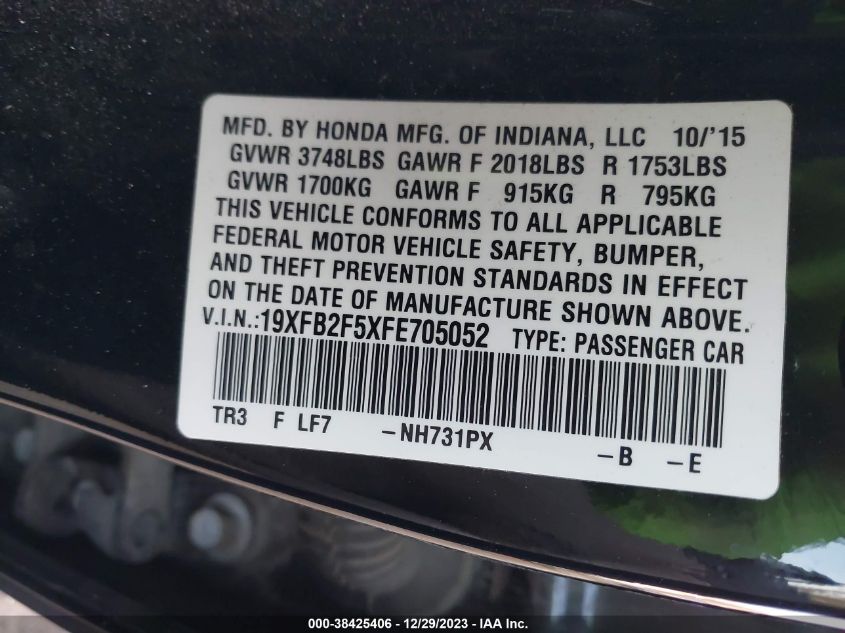 MFD. BY HONDA MFG. OF INDIANA, LLC 10/'15
GVWR 3748LBS GAWR F 2018LBS R 1753LBS
GVWR 1700KG GAWR F 915KG R 795KG
THIS VEHICLE CONFORMS TO ALL APPLICABLE
FEDERAL MOTOR VEHICLE SAFETY, BUMPER,
AND THEFT PREVENTION STANDARDS IN EFFECT
ON THE DATE OF MANUFACTURE SHOWN ABOVE.
V.I.N.:19XFB2F5XFE705052 TYPE: PASSENGER CAR
TR3 F LF7 -NH731PX -B -E
000-38425406 - 12/29/2023 - IAA Inc.